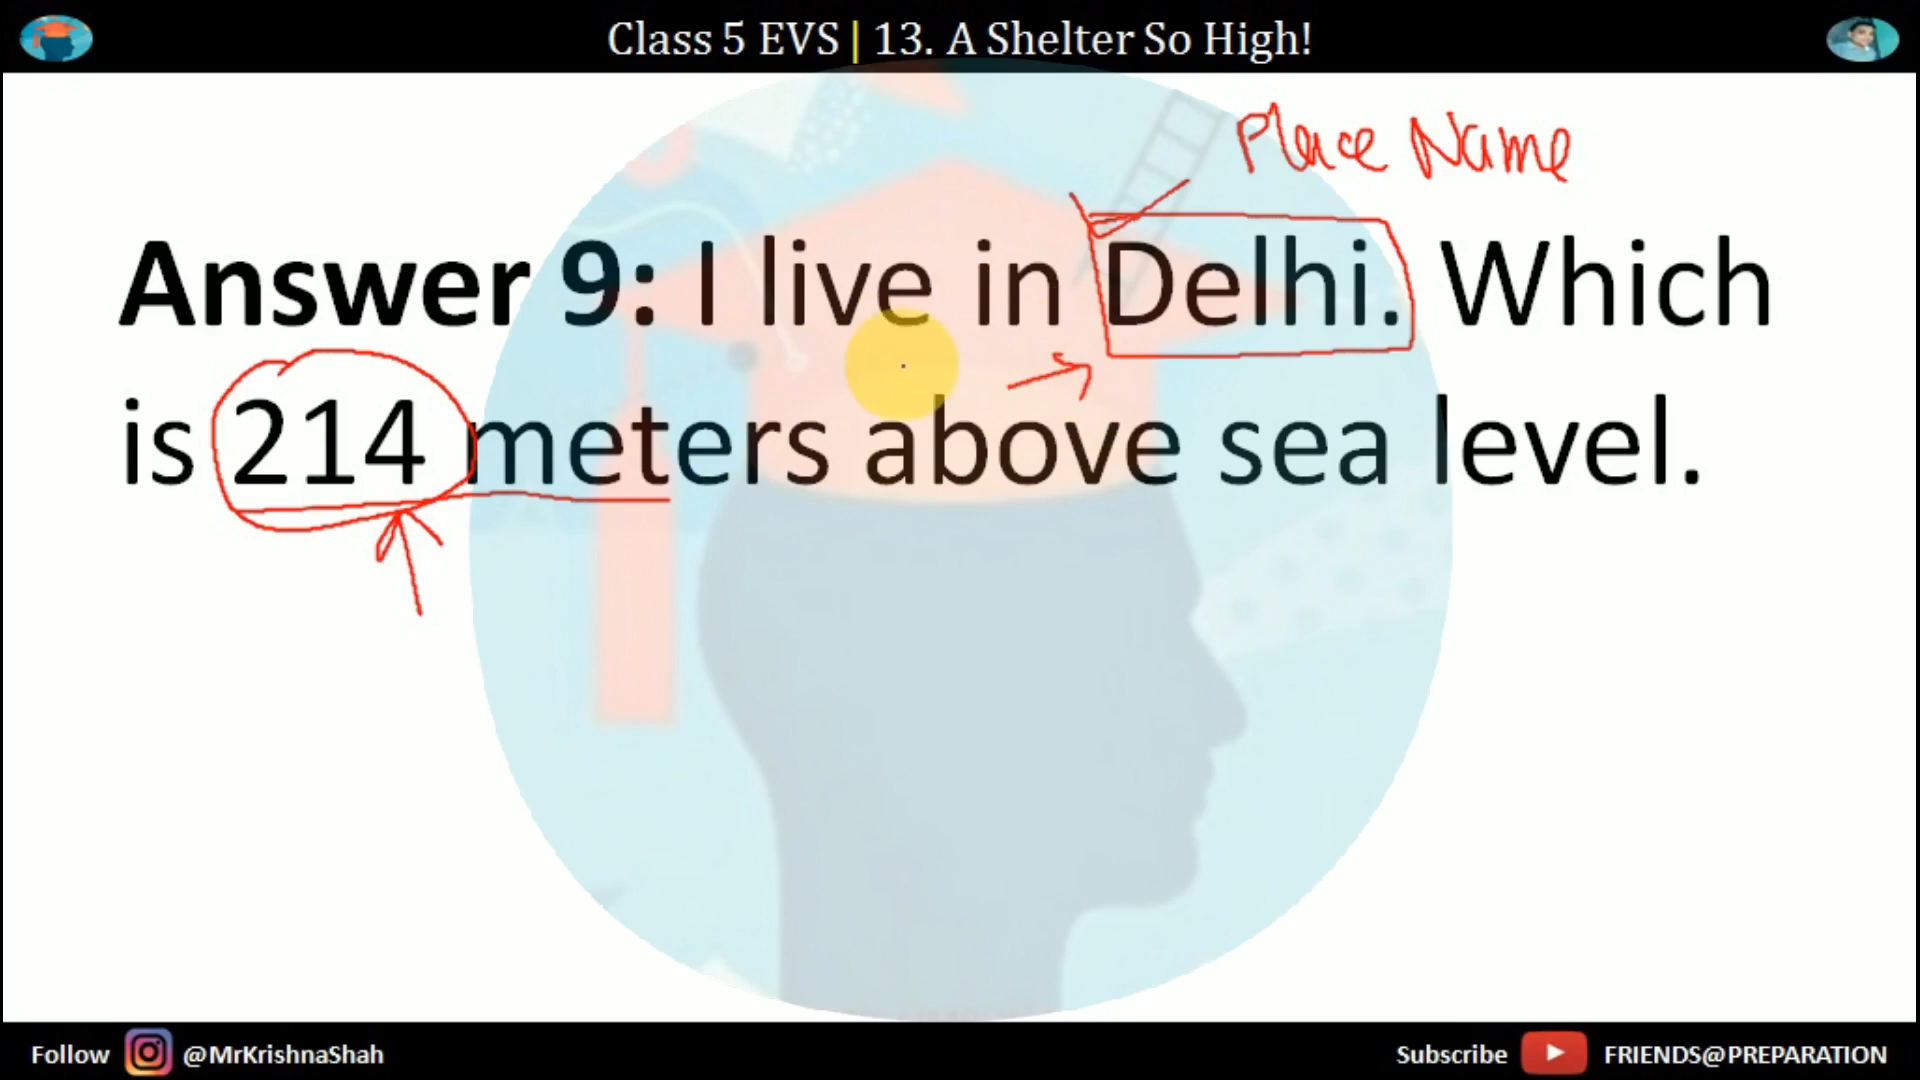 Class 5 EVS | 13. A Shelter So High!
Place Name
Answer 9: I live in Delhi. Which
is 214 meters above sea level.
Follow @MrKrishnaShah
Subscribe FRIENDS@PREPARATION